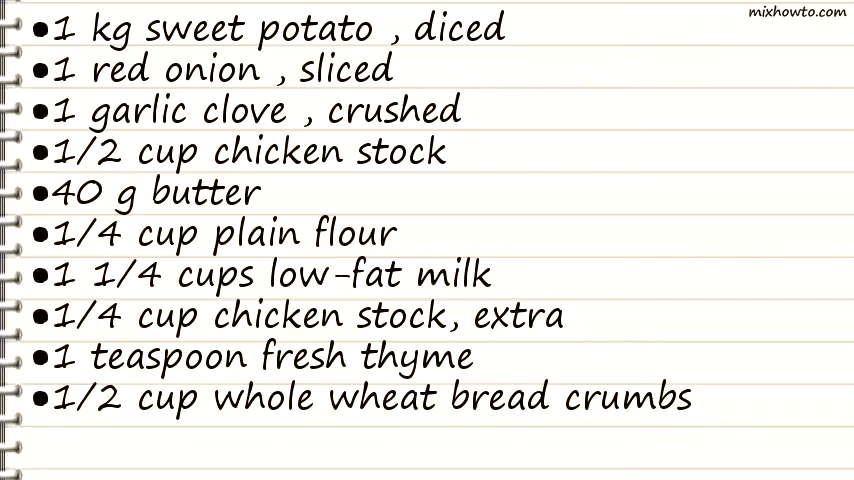 mixhowto.com
•1 kg sweet potato , diced
•1 red onion , sliced
•1 garlic clove , crushed
•1/2 cup chicken stock
•40 g butter
•1/4 cup plain flour
•1 1/4 cups low-fat milk
•1/4 cup chicken stock, extra
•1 teaspoon fresh thyme
•1/2 cup whole wheat bread crumbs